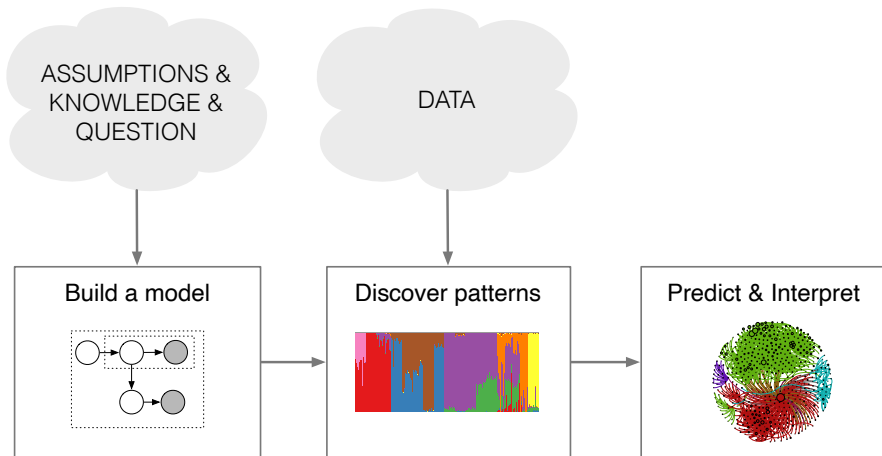 ASSUMPTIONS &
KNOWLEDGE &
QUESTION
DATA
Build a model
Discover patterns
Predict & Interpret